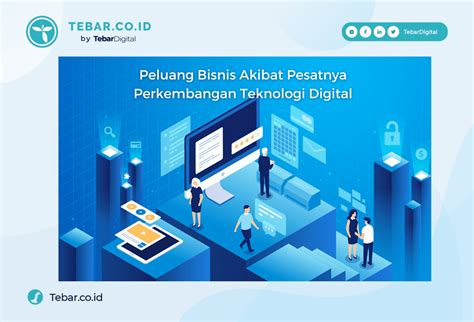 TEBAR.CO.ID
by TebarDigital
TebarDigital
Peluang Bisnis Akibat Pesatnya
Perkembangan Teknologi Digital
Tebar.co.id